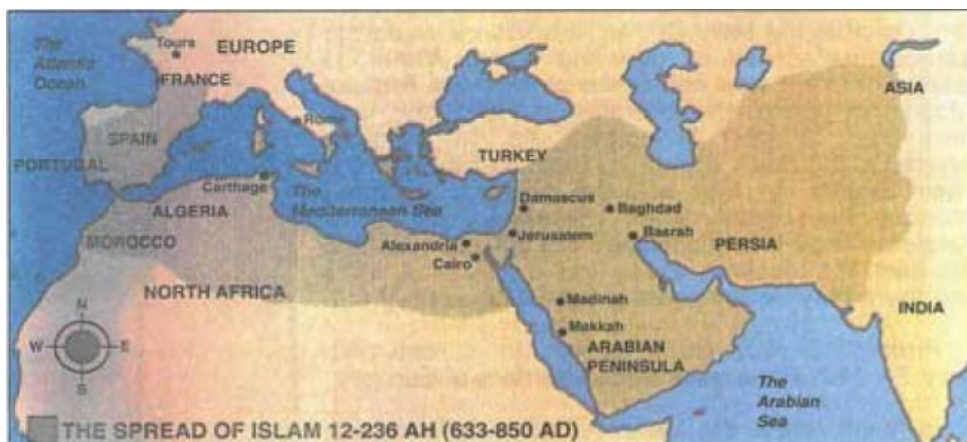 The
Atlantic
Ocean
Tours
EUROPE
FRANCE
ASIA
SPAIN
Rome
PORTUGAL
TURKEY
Carthage
The
Mediterranean Sea
ALGERIA
Damascus
Baghdad
MOROCCO
Alexandria
Jerusalem
Basrah
Cairo
PERSIA
NORTH AFRICA
INDIA
Madinah
Makkah
ARABIAN
PENINSULA
N
W E
S
The
Arabian
Sea
THE SPREAD OF ISLAM 12-236 AH (633-850 AD)